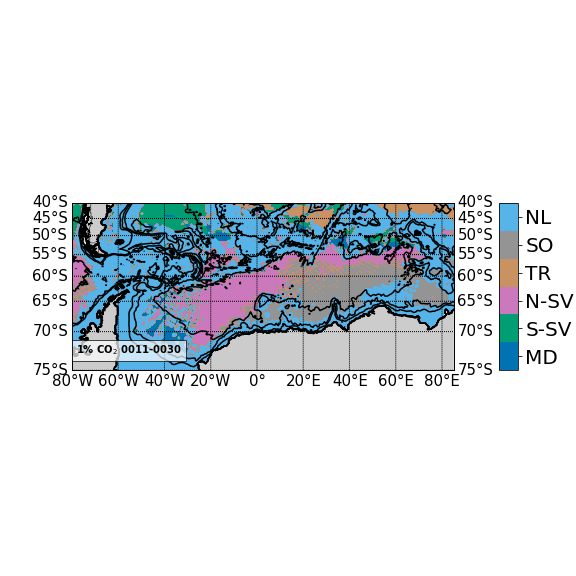 40°S 40°S
45°S 45°S
50°S 50°S
55°S 55°S
60°S 60°S
65°S 65°S
70°S 70°S
75°S 75°S
1% CO₂ 0011-0030
80°W 60°W 40°W 20°W 0° 20°E 40°E 60°E 80°E
NL
SO
TR
N-SV
S-SV
MD